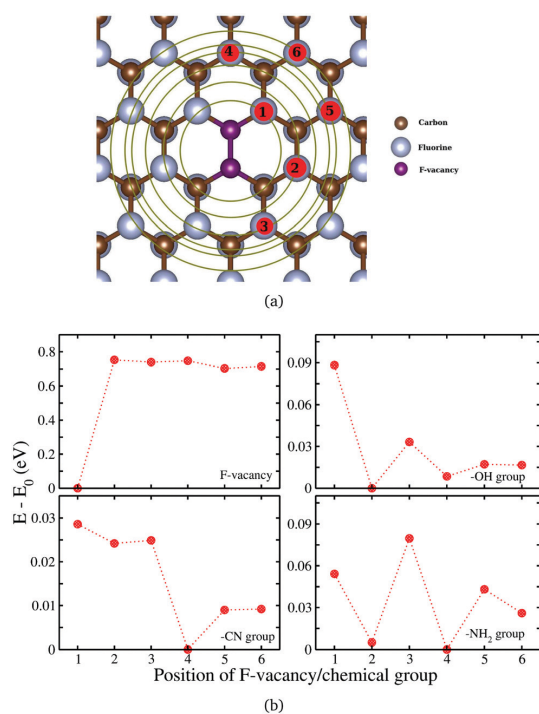 4 6
1 5
2
3
Carbon
Fluorine
F-vacancy
(a)
0.8
0.6
0.4
0.2
0
F-vacancy
0.09
0.06
0.03
0
-OH group
E - E0 (eV)
0.03
0.02
0.01
0
-CN group
1 2 3 4 5 6
0.09
0.06
0.03
0
-NH2 group
1 2 3 4 5 6
Position of F-vacancy/chemical group
(b)